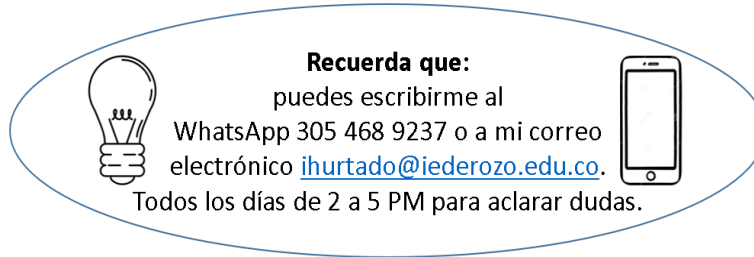 Recuerda que:
puedes escribirme al
WhatsApp 305 468 9237 o a mi correo
electrónico ihurtado@iederozo.edu.co.
Todos los días de 2 a 5 PM para aclarar dudas.